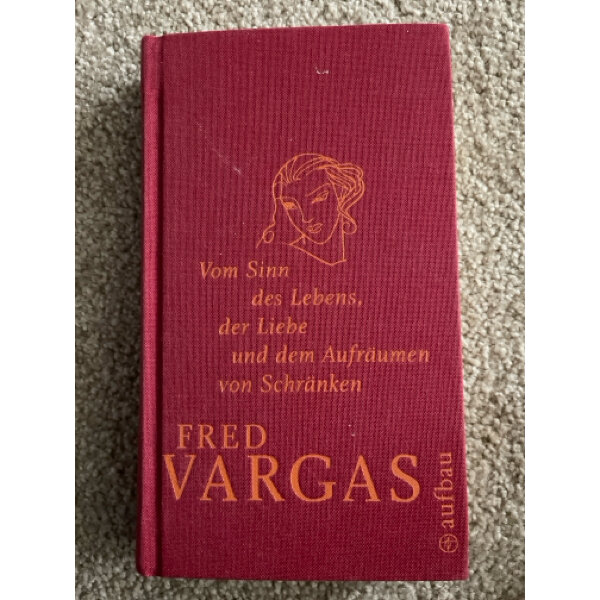 Vom Sinn
des Lebens,
der Liebe
und dem Aufräumen
von Schränken
FRED
VARGAS
aufbau